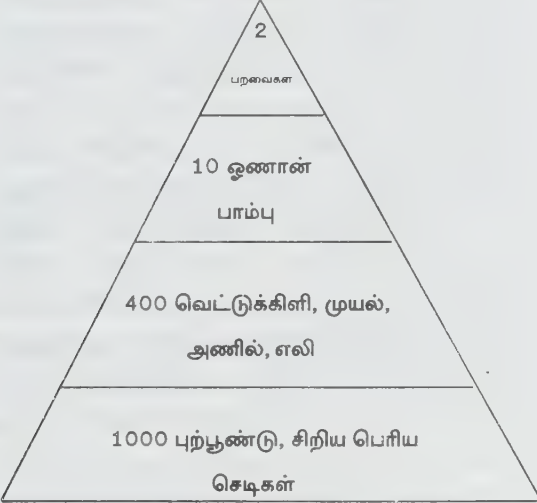 2
பறவைகள
10 ஓணான்
பாம்பு
400 வெட்டுக்கிளி, முயல்,
அணில், எலி
1000 புற்பூண்டு, சிறிய பெரிய
செடிகள்